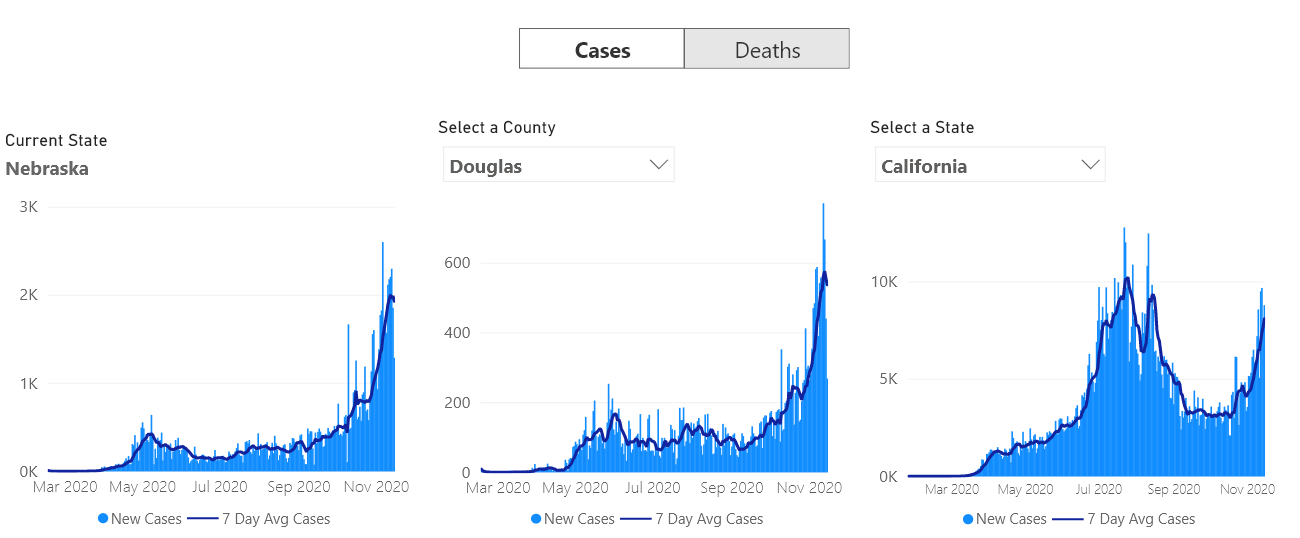 Cases
Deaths
Current State
Nebraska
3K
2K
1K
0K
Mar 2020 May 2020 Jul 2020 Sep 2020 Nov 2020
New Cases 7 Day Avg Cases
Select a County
Douglas
600
400
200
0
Mar 2020 May 2020 Jul 2020 Sep 2020 Nov 2020
New Cases 7 Day Avg Cases
Select a State
California
10K
5K
0K
Mar 2020 May 2020 Jul 2020 Sep 2020 Nov 2020
New Cases 7 Day Avg Cases